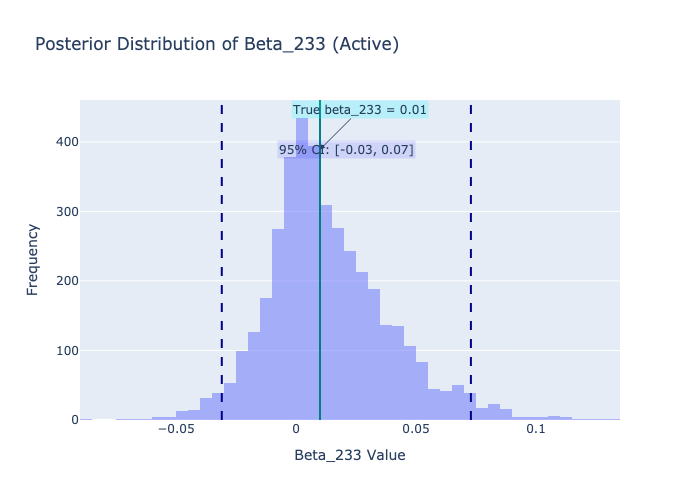 Posterior Distribution of Beta_233 (Active)
True beta_233 = 0.01
95% CI: [-0.03, 0.07]
Frequency
400
300
200
100
0
−0.05
0
0.05
0.1
Beta_233 Value